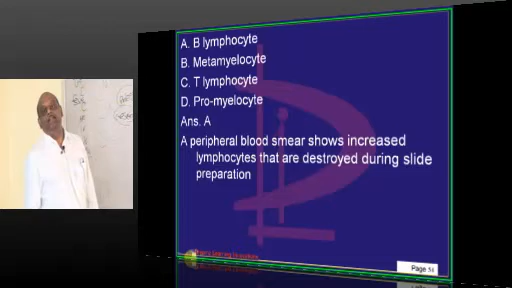 A. B lymphocyte
B. Metamyelocyte
C. T lymphocyte
D. Pro-myelocyte
Ans. A
A peripheral blood smear shows increased
lymphocytes that are destroyed during slide
preparation
Page 54